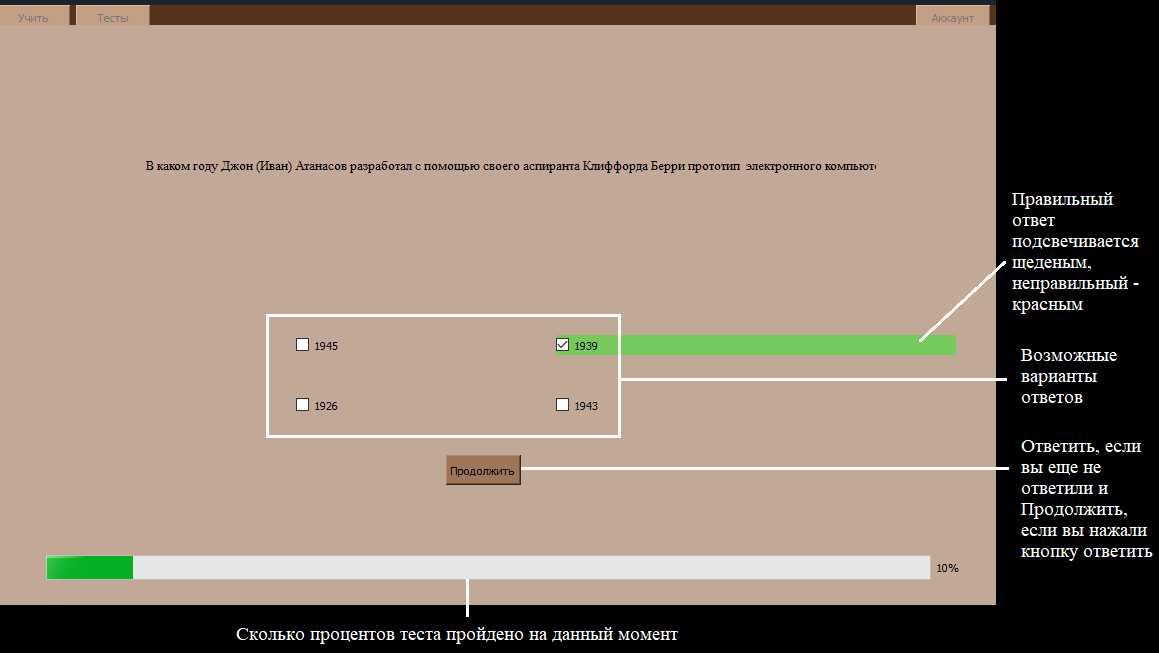 Учить Тесты Аккаунт
В каком году Джон (Иван) Атанасов разработал с помощью своего аспиранта Клиффорда Берри прототип электронного компьют
Правильный
ответ
подсвечивается
щеденым,
неправильный -
красным
1945 1939
1926 1943
Возможные
варианты
ответов
Продолжить
Ответить, если
вы еще не
ответили и
Продолжить,
если вы нажали
кнопку ответить
10%
Сколько процентов теста пройдено на данный момент